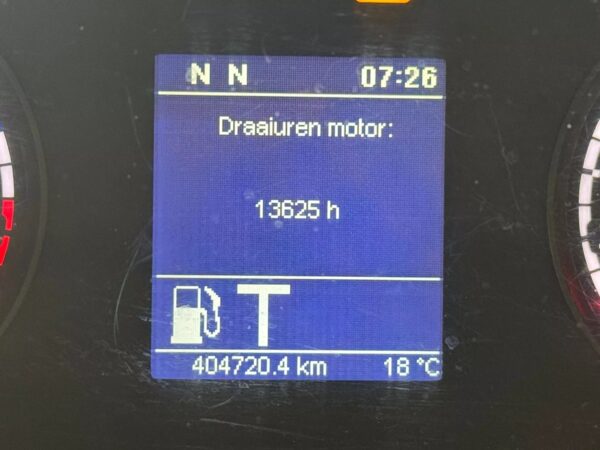 N N 07:26
Draaiuren motor:
13625 h
T
404720.4 km 18 °C